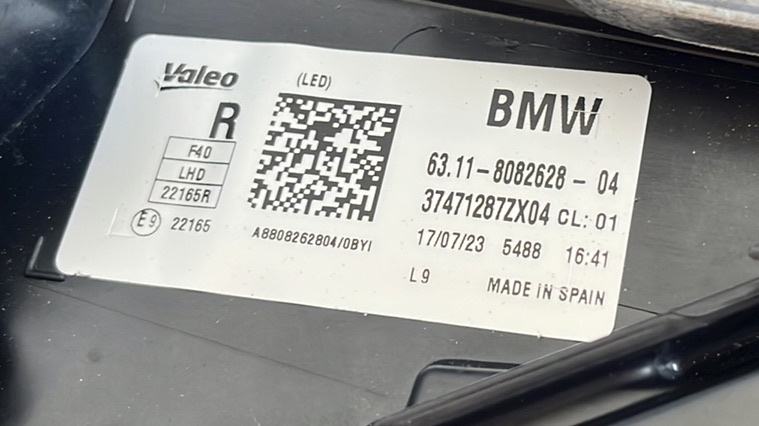 Valeo
(LED)
BMW
R
F40
LHD
22165R
E9 22165
A8808262804/0BYI
63.11-8082628-04
37471287ZX04 CL: 01
17/07/23 5488 16:41
L9
MADE IN SPAIN